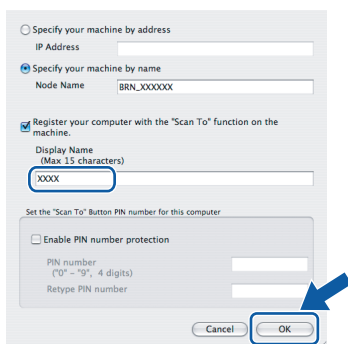 Specify your machine by address
IP Address
Specify your machine by name
Node Name BRN_XXXXXX
Register your computer with the "Scan To" function on the
machine.
Display Name
(Max 15 characters)
XXXX
Set the "Scan To" Button PIN number for this computer
Enable PIN number protection
PIN number
("0" – "9", 4 digits)
Retype PIN number
Cancel OK